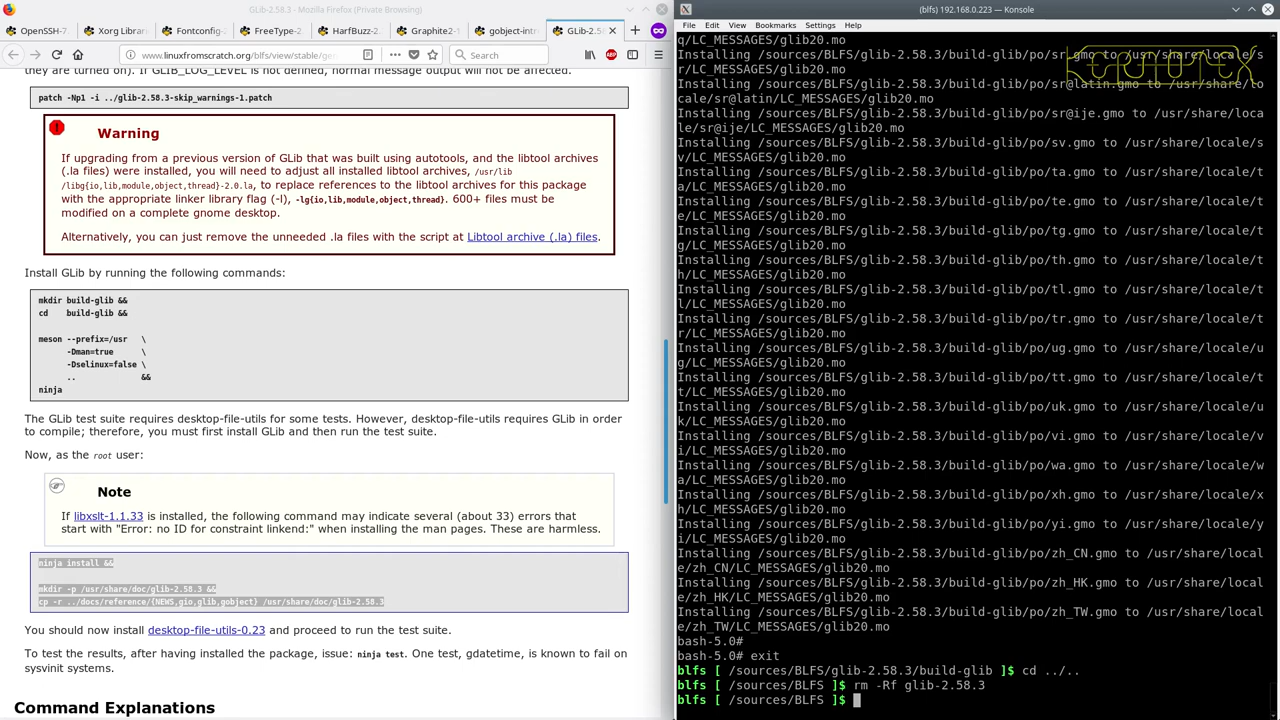 GLib-2.58.3 - Mozilla Firefox (Private Browsing)
OpenSSH-7
Xorg Libra
Fontconfig-
FreeType-2
HarfBuzz-2
Graphite2-1
gobject-intr
GLib-2.58.3
www.linuxfromscratch.org/blfs/view/stable/ge
Search
they are turned on). If GLIB_LOG_LEVEL is not defined, normal message output will not be affected.
patch -Np1 -i ../glib-2.58.3-skip_warnings-1.patch
Warning
If upgrading from a previous version of GLib that was built using autotools, and the libtool archives
(.la files) were installed, you will need to adjust all installed libtool archives, /usr/lib
/libg{io,lib,module,object,thread}-2.0.la, to replace references to the libtool archives for this package
with the appropriate linker library flag (-l), -lg{io,lib,module,object,thread}. 600+ files must be
modified on a complete gnome desktop.
Alternatively, you can just remove the unneeded .la files with the script at Libtool archive (.la) files.
Install GLib by running the following commands:
mkdir build-glib &&
cd    build-glib &&
meson --prefix=/usr   \
      -Dman=true      \
      -Dselinux=false \
      ..              &&
ninja
The GLib test suite requires desktop-file-utils for some tests. However, desktop-file-utils requires GLib in order
to compile; therefore, you must first install GLib and then run the test suite.
Now, as the root user:
Note
If libxslt-1.1.33 is installed, the following command may indicate several (about 33) errors that
start with "Error: no ID for constraint linkend:" when installing the man pages. These are harmless.
ninja install &&
mkdir -p /usr/share/doc/glib-2.58.3 &&
cp -r ../docs/reference/{NEWS,gio,glib,gobject} /usr/share/doc/glib-2.58.3
You should now install desktop-file-utils-0.23 and proceed to run the test suite.
To test the results, after having installed the package, issue: ninja test. One test, gdatetime, is known to fail on
sysvinit systems.
Command Explanations
(blfs) 192.168.0.223 — Konsole
File Edit View Bookmarks Settings Help
q/LC_MESSAGES/glib20.mo
Installing /sources/BLFS/glib-2.58.3/build-glib/po/sr.gmo to /usr/share/locale/s
r/LC_MESSAGES/glib20.mo
Installing /sources/BLFS/glib-2.58.3/build-glib/po/sr@latin.gmo to /usr/share/lo
cale/sr@latin/LC_MESSAGES/glib20.mo
Installing /sources/BLFS/glib-2.58.3/build-glib/po/sr@ije.gmo to /usr/share/loca
le/sr@ije/LC_MESSAGES/glib20.mo
Installing /sources/BLFS/glib-2.58.3/build-glib/po/sv.gmo to /usr/share/locale/s
v/LC_MESSAGES/glib20.mo
Installing /sources/BLFS/glib-2.58.3/build-glib/po/ta.gmo to /usr/share/locale/t
a/LC_MESSAGES/glib20.mo
Installing /sources/BLFS/glib-2.58.3/build-glib/po/te.gmo to /usr/share/locale/t
e/LC_MESSAGES/glib20.mo
Installing /sources/BLFS/glib-2.58.3/build-glib/po/tg.gmo to /usr/share/locale/t
g/LC_MESSAGES/glib20.mo
Installing /sources/BLFS/glib-2.58.3/build-glib/po/th.gmo to /usr/share/locale/t
h/LC_MESSAGES/glib20.mo
Installing /sources/BLFS/glib-2.58.3/build-glib/po/tl.gmo to /usr/share/locale/t
l/LC_MESSAGES/glib20.mo
Installing /sources/BLFS/glib-2.58.3/build-glib/po/tr.gmo to /usr/share/locale/t
r/LC_MESSAGES/glib20.mo
Installing /sources/BLFS/glib-2.58.3/build-glib/po/ug.gmo to /usr/share/locale/u
g/LC_MESSAGES/glib20.mo
Installing /sources/BLFS/glib-2.58.3/build-glib/po/tt.gmo to /usr/share/locale/t
t/LC_MESSAGES/glib20.mo
Installing /sources/BLFS/glib-2.58.3/build-glib/po/uk.gmo to /usr/share/locale/u
k/LC_MESSAGES/glib20.mo
Installing /sources/BLFS/glib-2.58.3/build-glib/po/vi.gmo to /usr/share/locale/v
i/LC_MESSAGES/glib20.mo
Installing /sources/BLFS/glib-2.58.3/build-glib/po/wa.gmo to /usr/share/locale/w
a/LC_MESSAGES/glib20.mo
Installing /sources/BLFS/glib-2.58.3/build-glib/po/xh.gmo to /usr/share/locale/x
h/LC_MESSAGES/glib20.mo
Installing /sources/BLFS/glib-2.58.3/build-glib/po/yi.gmo to /usr/share/locale/y
i/LC_MESSAGES/glib20.mo
Installing /sources/BLFS/glib-2.58.3/build-glib/po/zh_CN.gmo to /usr/share/local
e/zh_CN/LC_MESSAGES/glib20.mo
Installing /sources/BLFS/glib-2.58.3/build-glib/po/zh_HK.gmo to /usr/share/local
e/zh_HK/LC_MESSAGES/glib20.mo
Installing /sources/BLFS/glib-2.58.3/build-glib/po/zh_TW.gmo to /usr/share/local
e/zh_TW/LC_MESSAGES/glib20.mo
bash-5.0#
bash-5.0# exit
blfs [ /sources/BLFS/glib-2.58.3/build-glib ]$ cd ../..
blfs [ /sources/BLFS ]$ rm -Rf glib-2.58.3
blfs [ /sources/BLFS ]$